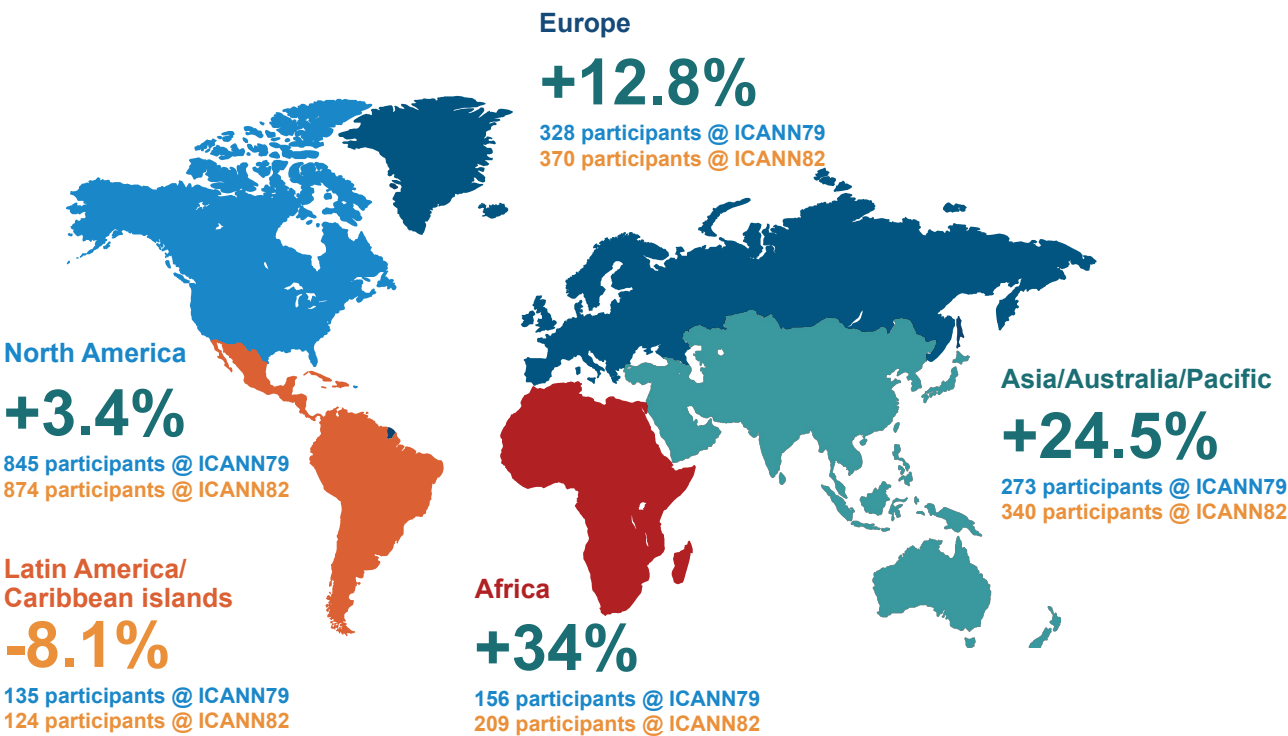 Europe
+12.8%
328 participants @ ICANN79
370 participants @ ICANN82
North America
+3.4%
845 participants @ ICANN79
874 participants @ ICANN82
Asia/Australia/Pacific
+24.5%
273 participants @ ICANN79
340 participants @ ICANN82
Latin America/
Caribbean islands
-8.1%
135 participants @ ICANN79
124 participants @ ICANN82
Africa
+34%
156 participants @ ICANN79
209 participants @ ICANN82